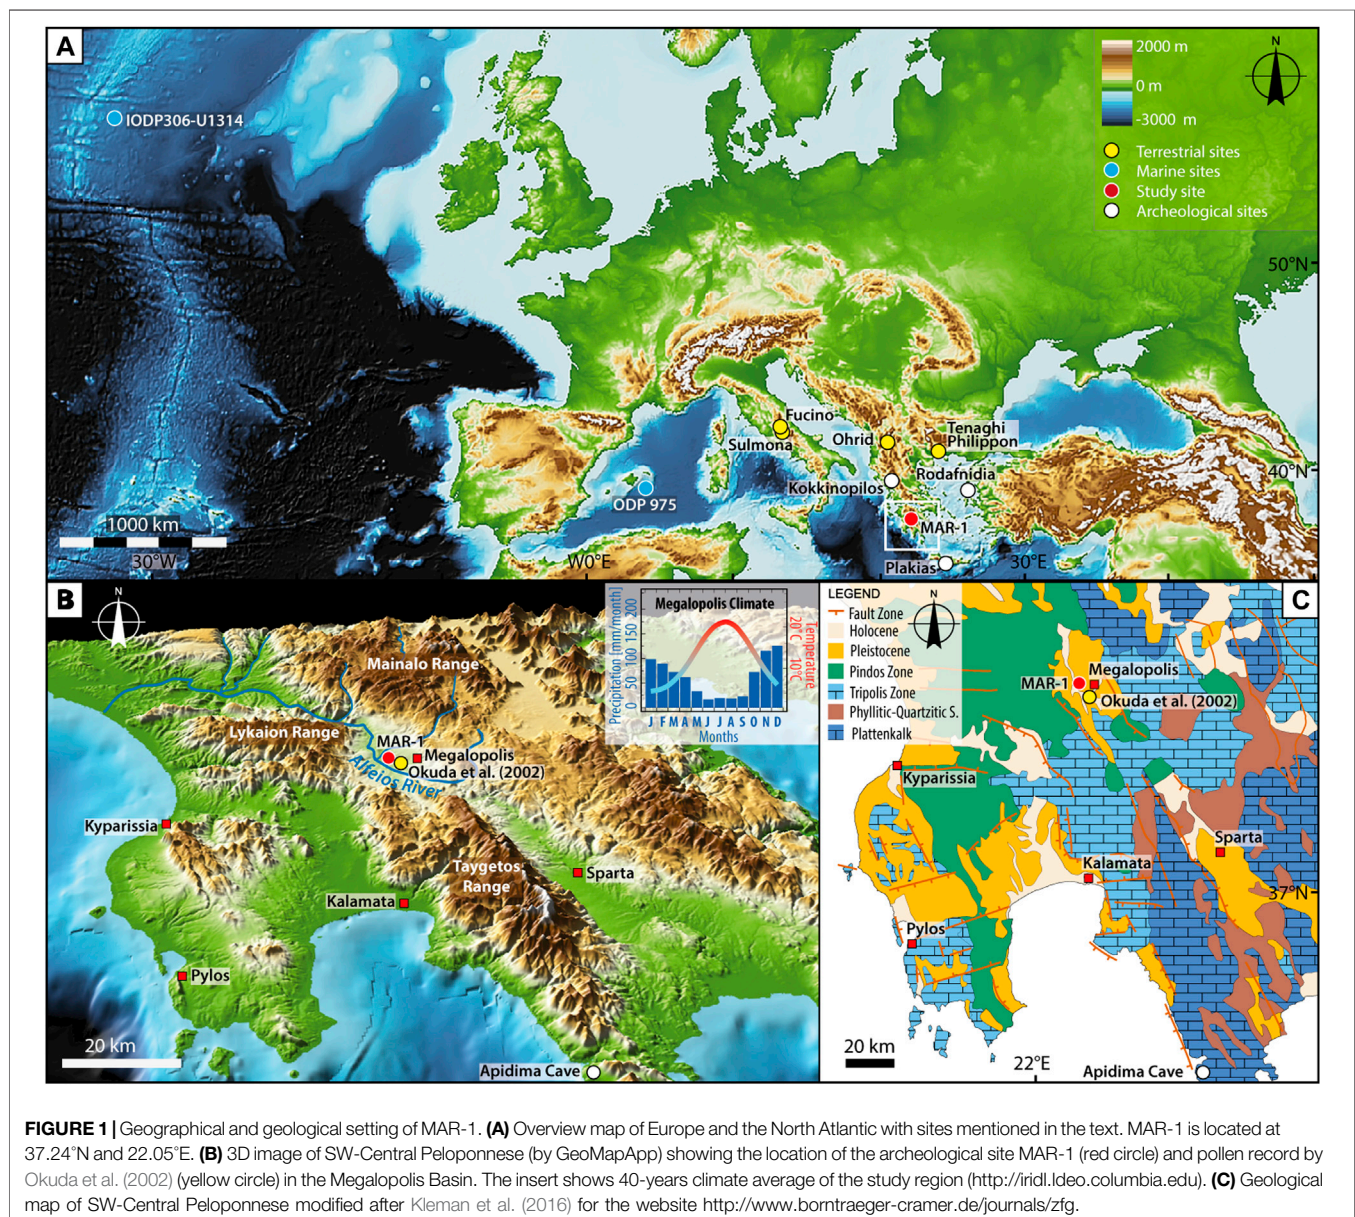 A
N
2000 m
0 m
-3000 m
Terrestrial sites
Marine sites
Study site
Archeological sites
IODP306-U1314
50°N
Fucino
Sulmona
Ohrid
Tenaghi
Philippon
Rodafnidia
40°N
Kokkinopilos
ODP 975
MAR-1
Plakias
1000 km
30°W
W0°E
30°E
B
N
Mainalo Range
Lykaion Range
MAR-1
Megalopolis
Okuda et al. (2002)
Alfeios River
Kyparissia
Taygetos
Range
Sparta
Kalamata
Pylos
20 km
Apidima Cave
Megalopolis Climate
Precipitation [mm/month]
0 50 100 150 200
Temperature
20°C 10°C
J F M A M J J A S O N D
Months
C
LEGEND
Fault Zone
Holocene
Pleistocene
Pindos Zone
Tripolis Zone
Phyllitic-Quartzitic S.
Plattenkalk
N
Megalopolis
MAR-1
Okuda et al. (2002)
Kyparissia
Sparta
Kalamata
37°N
Pylos
20 km
22°E
Apidima Cave
FIGURE 1 | Geographical and geological setting of MAR-1. (A) Overview map of Europe and the North Atlantic with sites mentioned in the text. MAR-1 is located at
37.24°N and 22.05°E. (B) 3D image of SW-Central Peloponnese (by GeoMapApp) showing the location of the archeological site MAR-1 (red circle) and pollen record by
Okuda et al. (2002) (yellow circle) in the Megalopolis Basin. The insert shows 40-years climate average of the study region (http://iridl.ldeo.columbia.edu). (C) Geological
map of SW-Central Peloponnese modified after Kleman et al. (2016) for the website http://www.borntraeger-cramer.de/journals/zfg.